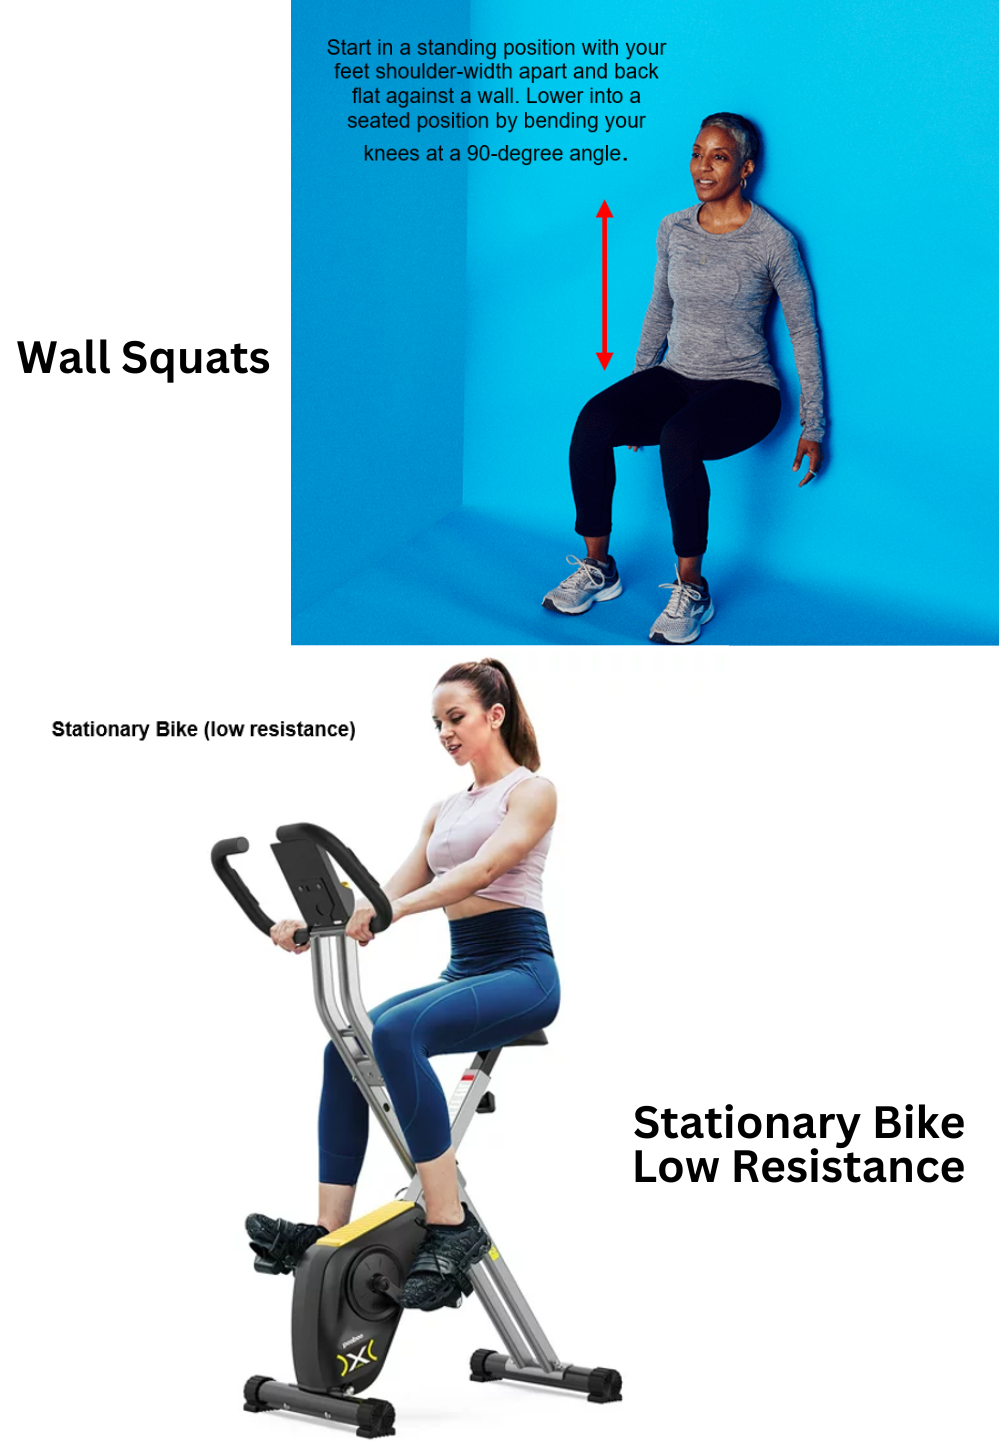 Start in a standing position with your
feet shoulder-width apart and back
flat against a wall. Lower into a
seated position by bending your
knees at a 90-degree angle.
Wall Squats
Stationary Bike (low resistance)
Stationary Bike
Low Resistance
X